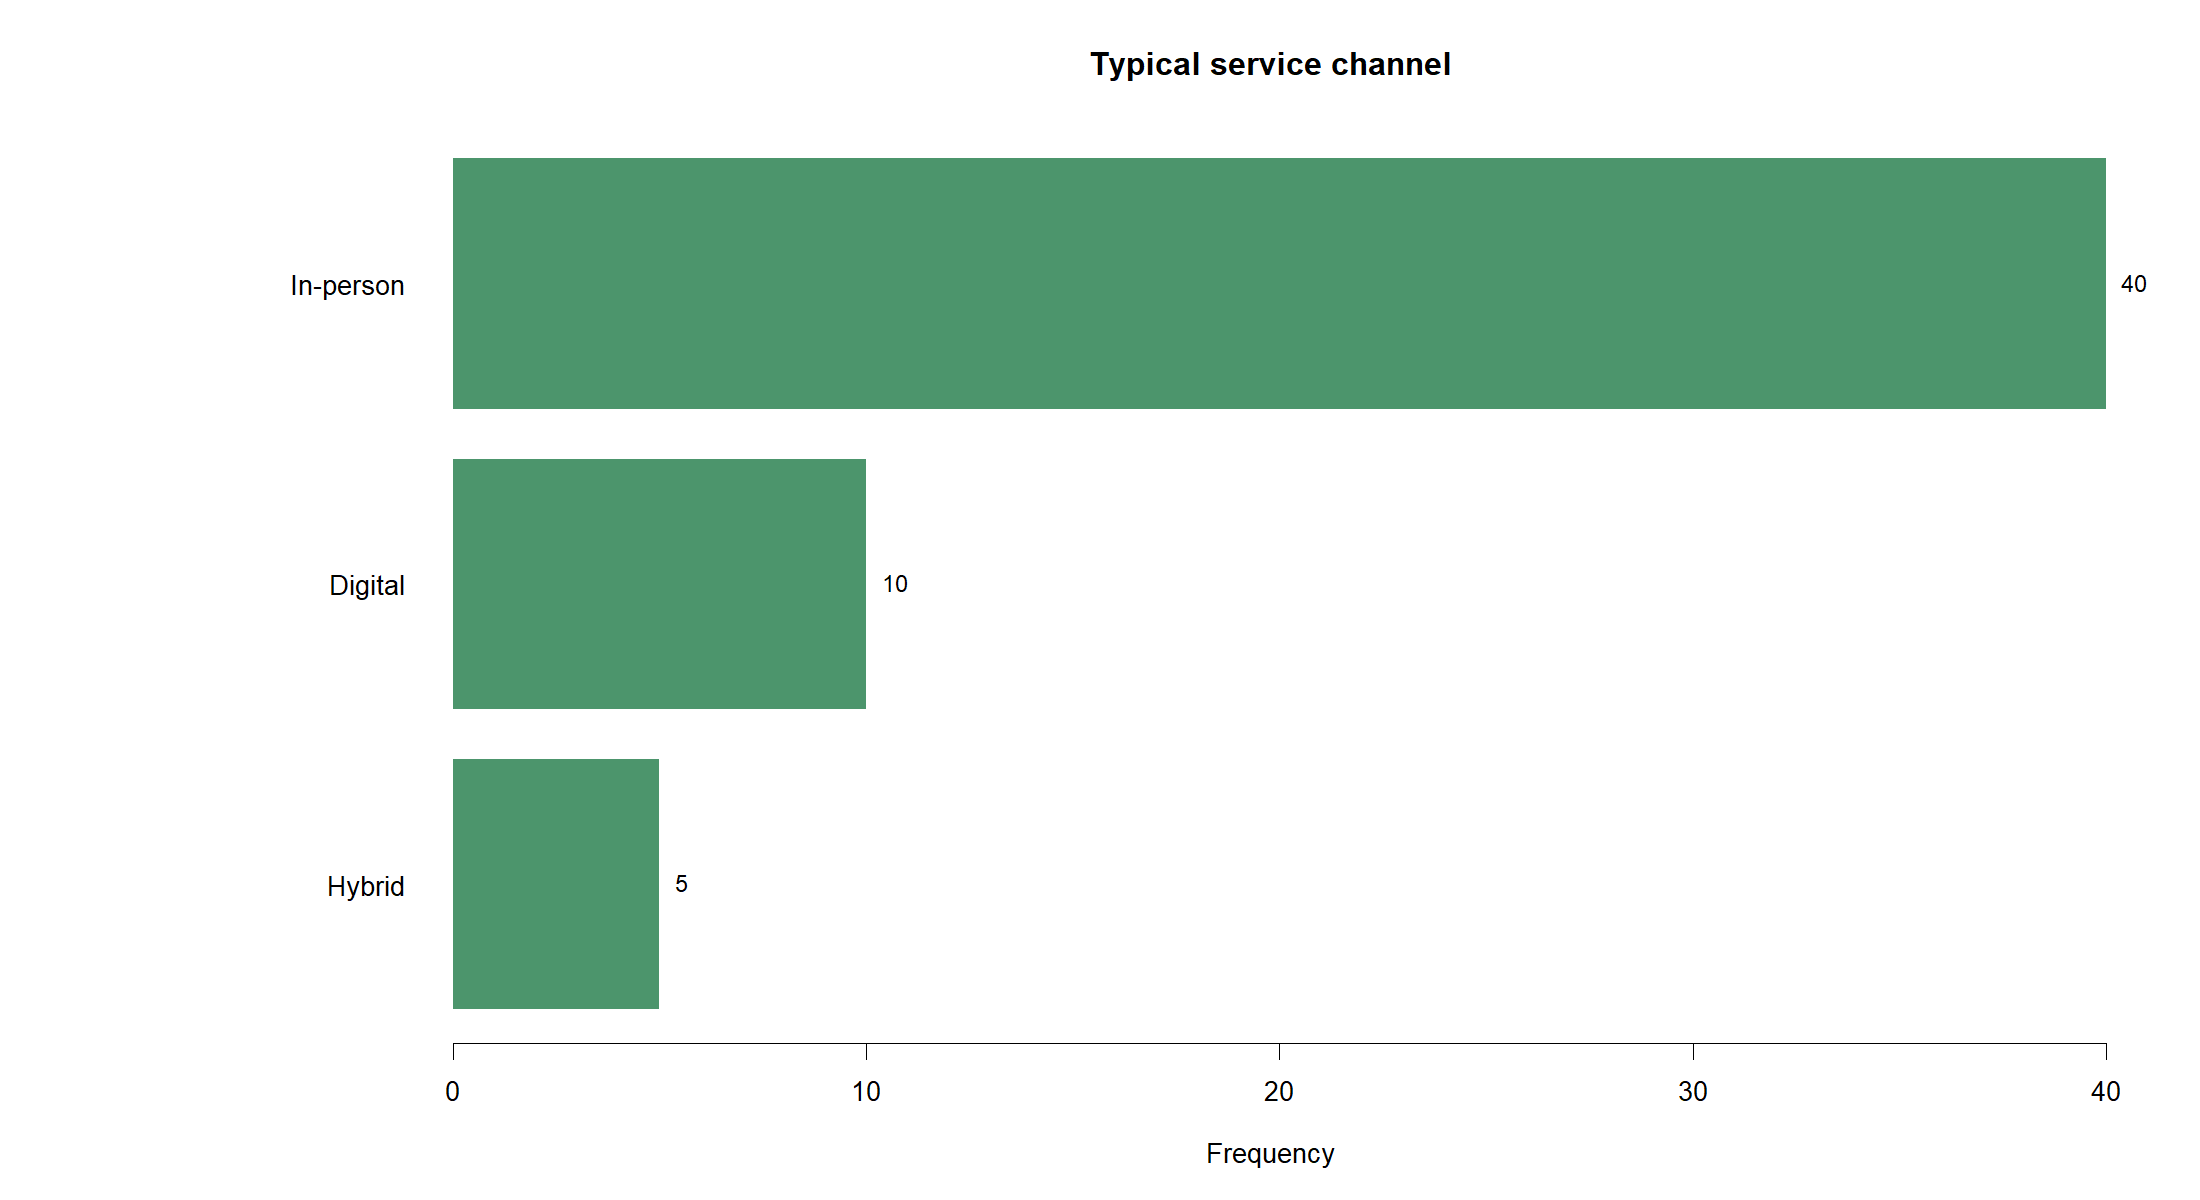 Typical service channel
In-person
40
Digital
10
Hybrid
5
0 10 20 30 40
Frequency